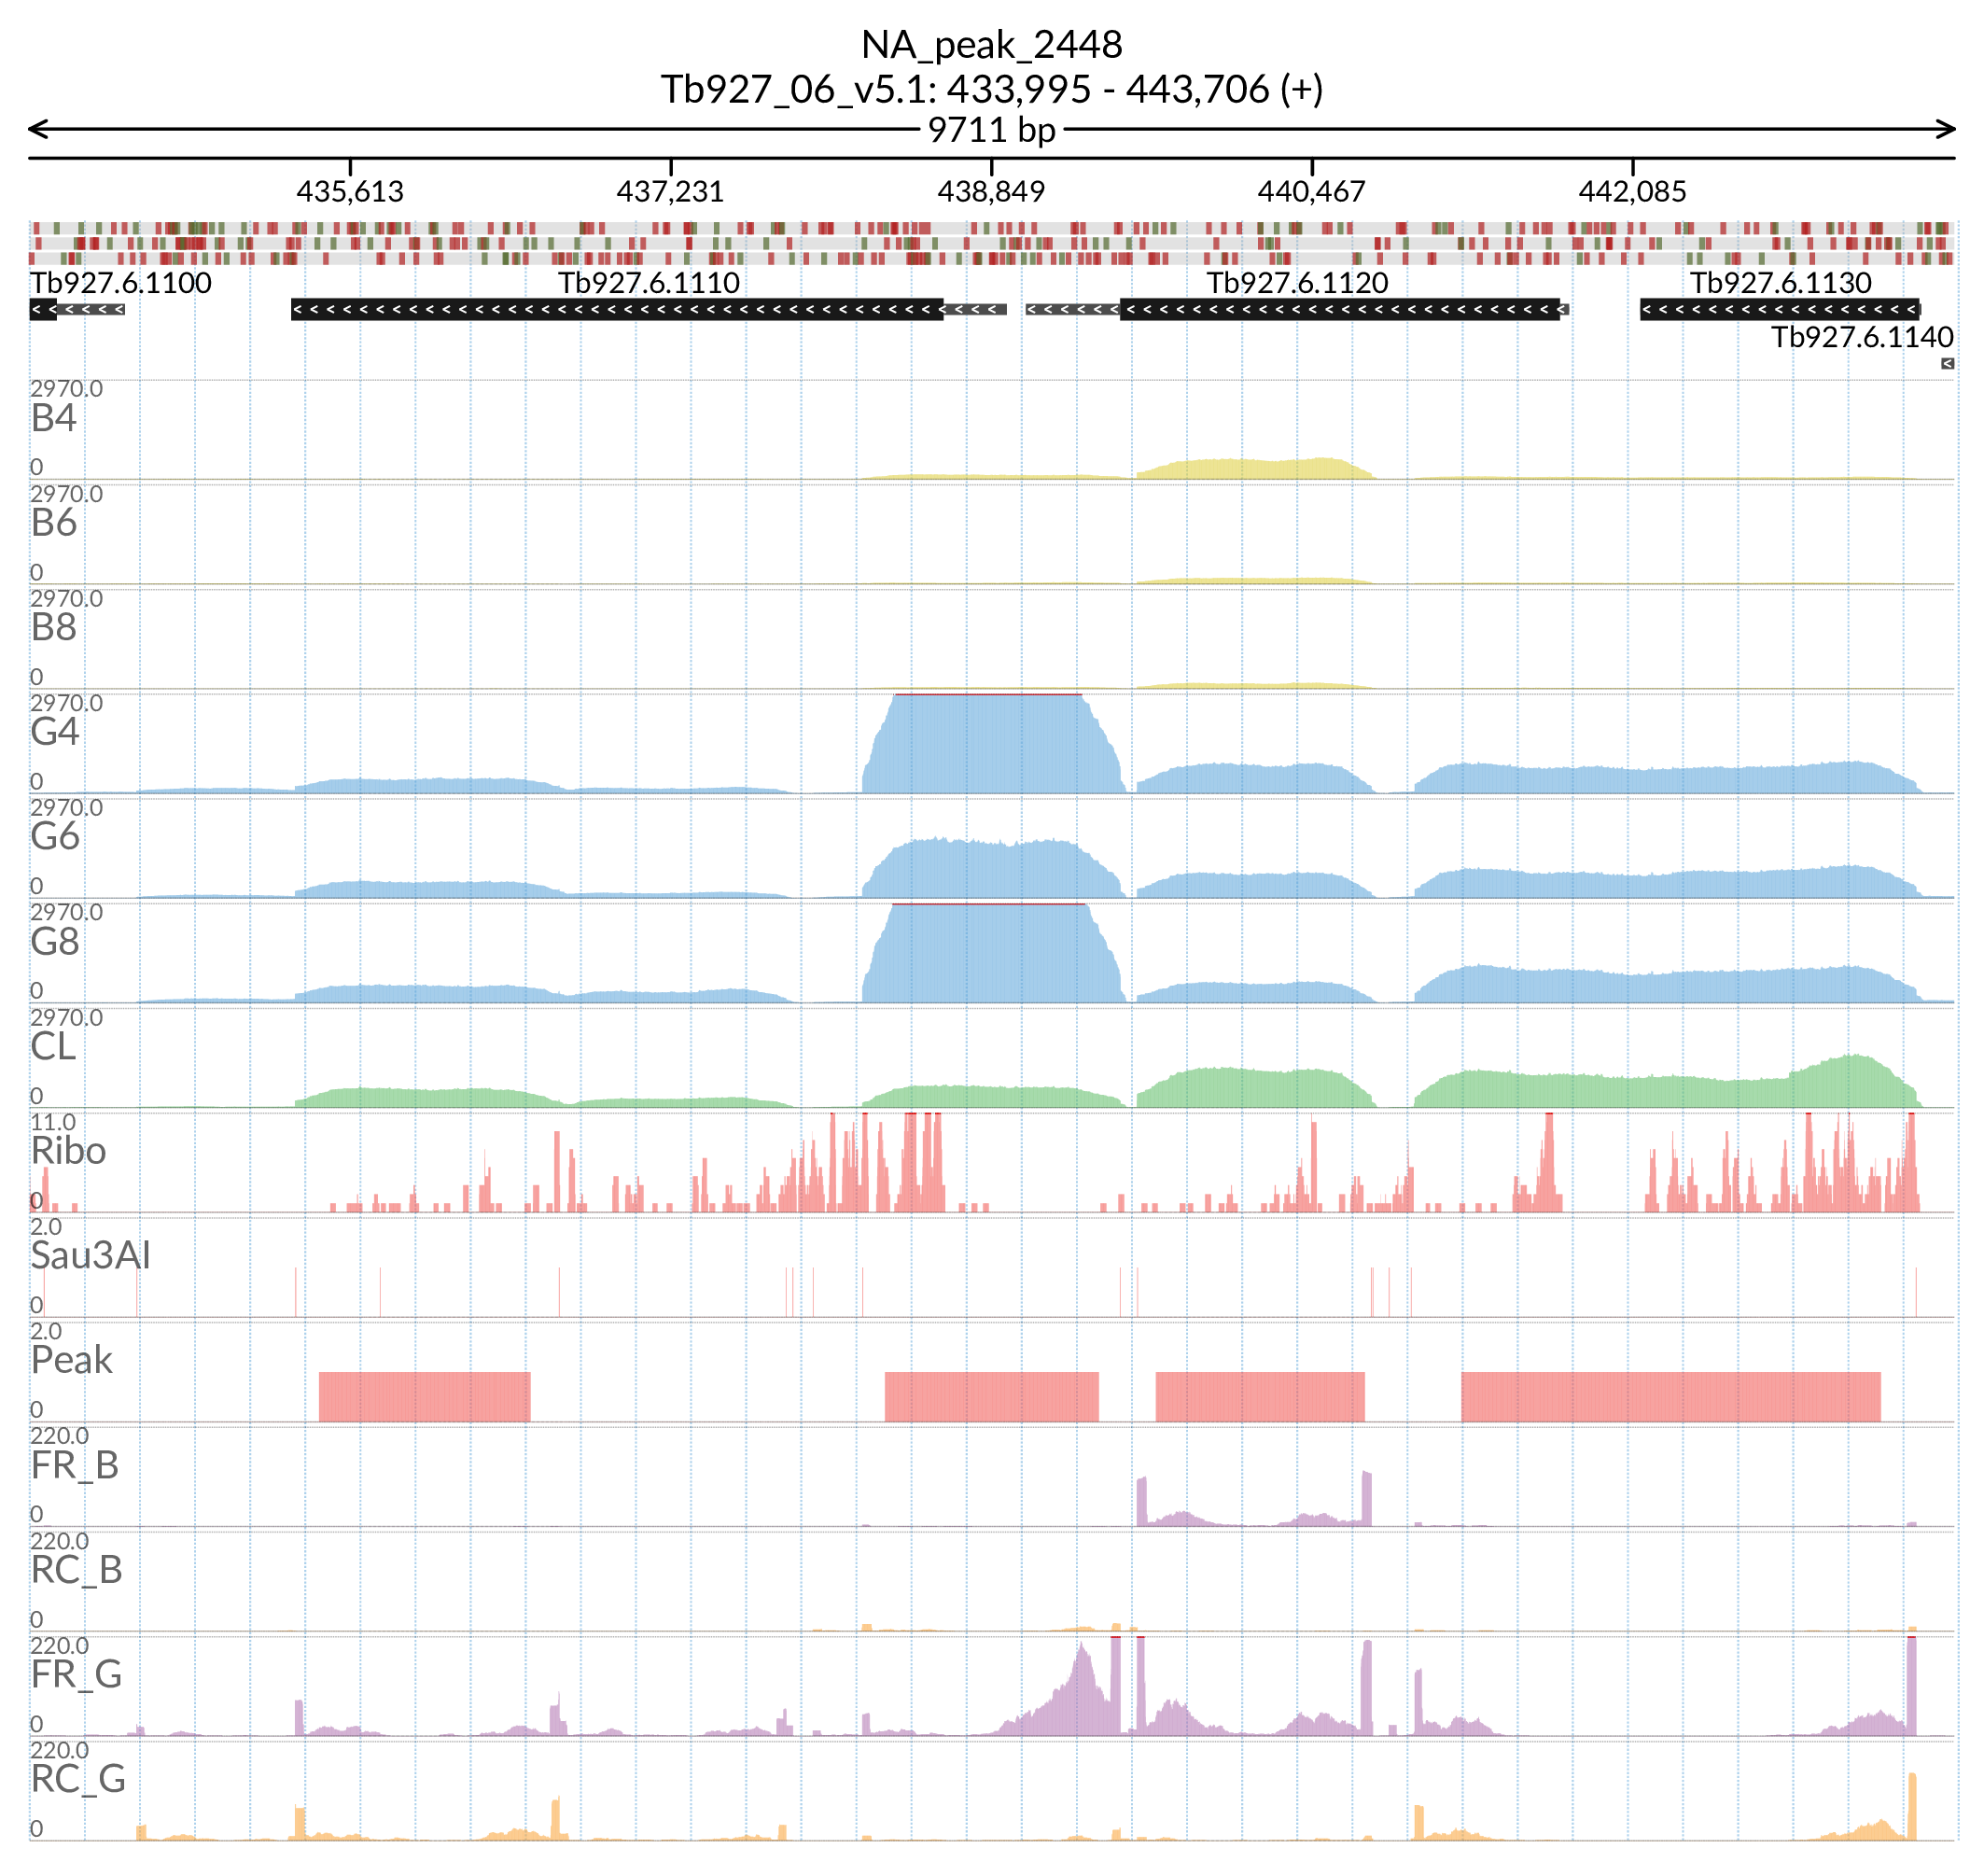 NA_peak_2448
Tb927_06_v5.1: 433,995 - 443,706 (+)
9711 bp
435,613 437,231 438,849 440,467 442,085
Tb927.6.1100 Tb927.6.1110 Tb927.6.1120 Tb927.6.1130
Tb927.6.1140
2970.0
B4
0
2970.0
B6
0
2970.0
B8
0
2970.0
G4
0
2970.0
G6
0
2970.0
G8
0
2970.0
CL
0
11.0
Ribo
0
2.0
Sau3AI
0
2.0
Peak
0
220.0
FR_B
0
220.0
RC_B
0
220.0
FR_G
0
220.0
RC_G
0